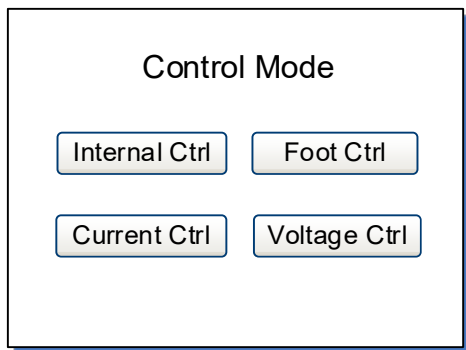 Control Mode
Internal Ctrl
Foot Ctrl
Current Ctrl
Voltage Ctrl